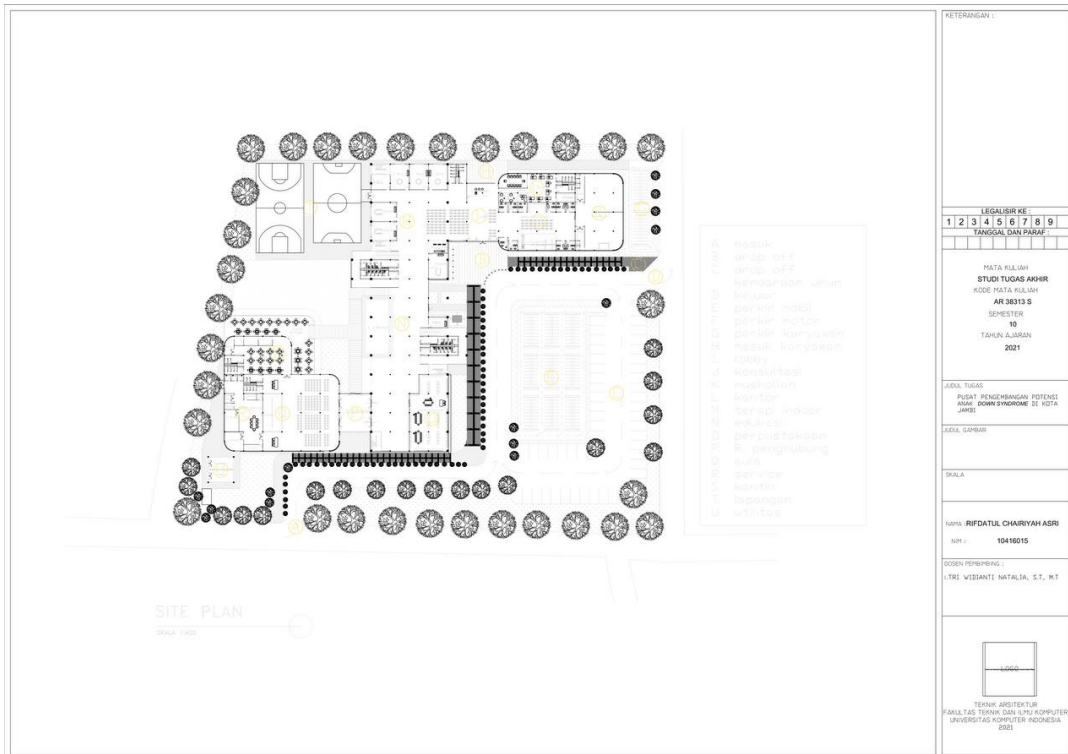 A masuk
B drop off
C drop off
kendaraan umum
D keluar
E parkir mobil
F parkir motor
G parkir karyawan
H masuk karyawan
I lobby
J konsultasi
K mushollah
L kantor
M terapi indoor
N edukasi
O perpustakaan
P R. penghubung
Q aula
R service
S kantin
T lapangan
U utilitas
SITE PLAN
KETERANGAN :
LEGALISIR KE :
1 2 3 4 5 6 7 8 9
TANGGAL DAN PARAF :
MATA KULIAH
STUDI TUGAS AKHIR
KODE MATA KULIAH
AR 38313 S
SEMESTER
10
TAHUN AJARAN
2021
JUDUL TUGAS
PUSAT PENGEMBANGAN POTENSI
ANAK DOWN SYNDROME DI KOTA
JAMBI
JUDUL GAMBAR
SKALA
NAMA : RIFDATUL CHAIRIYAH ASRI
NIM : 10416015
DOSEN PEMBIMBING :
:.TRI WIDIANTI NATALIA, S.T, M.T
LOGO
TEKNIK ARSITEKTUR
FAKULTAS TEKNIK DAN ILMU KOMPUTER
UNIVERSITAS KOMPUTER INDONESIA
2021